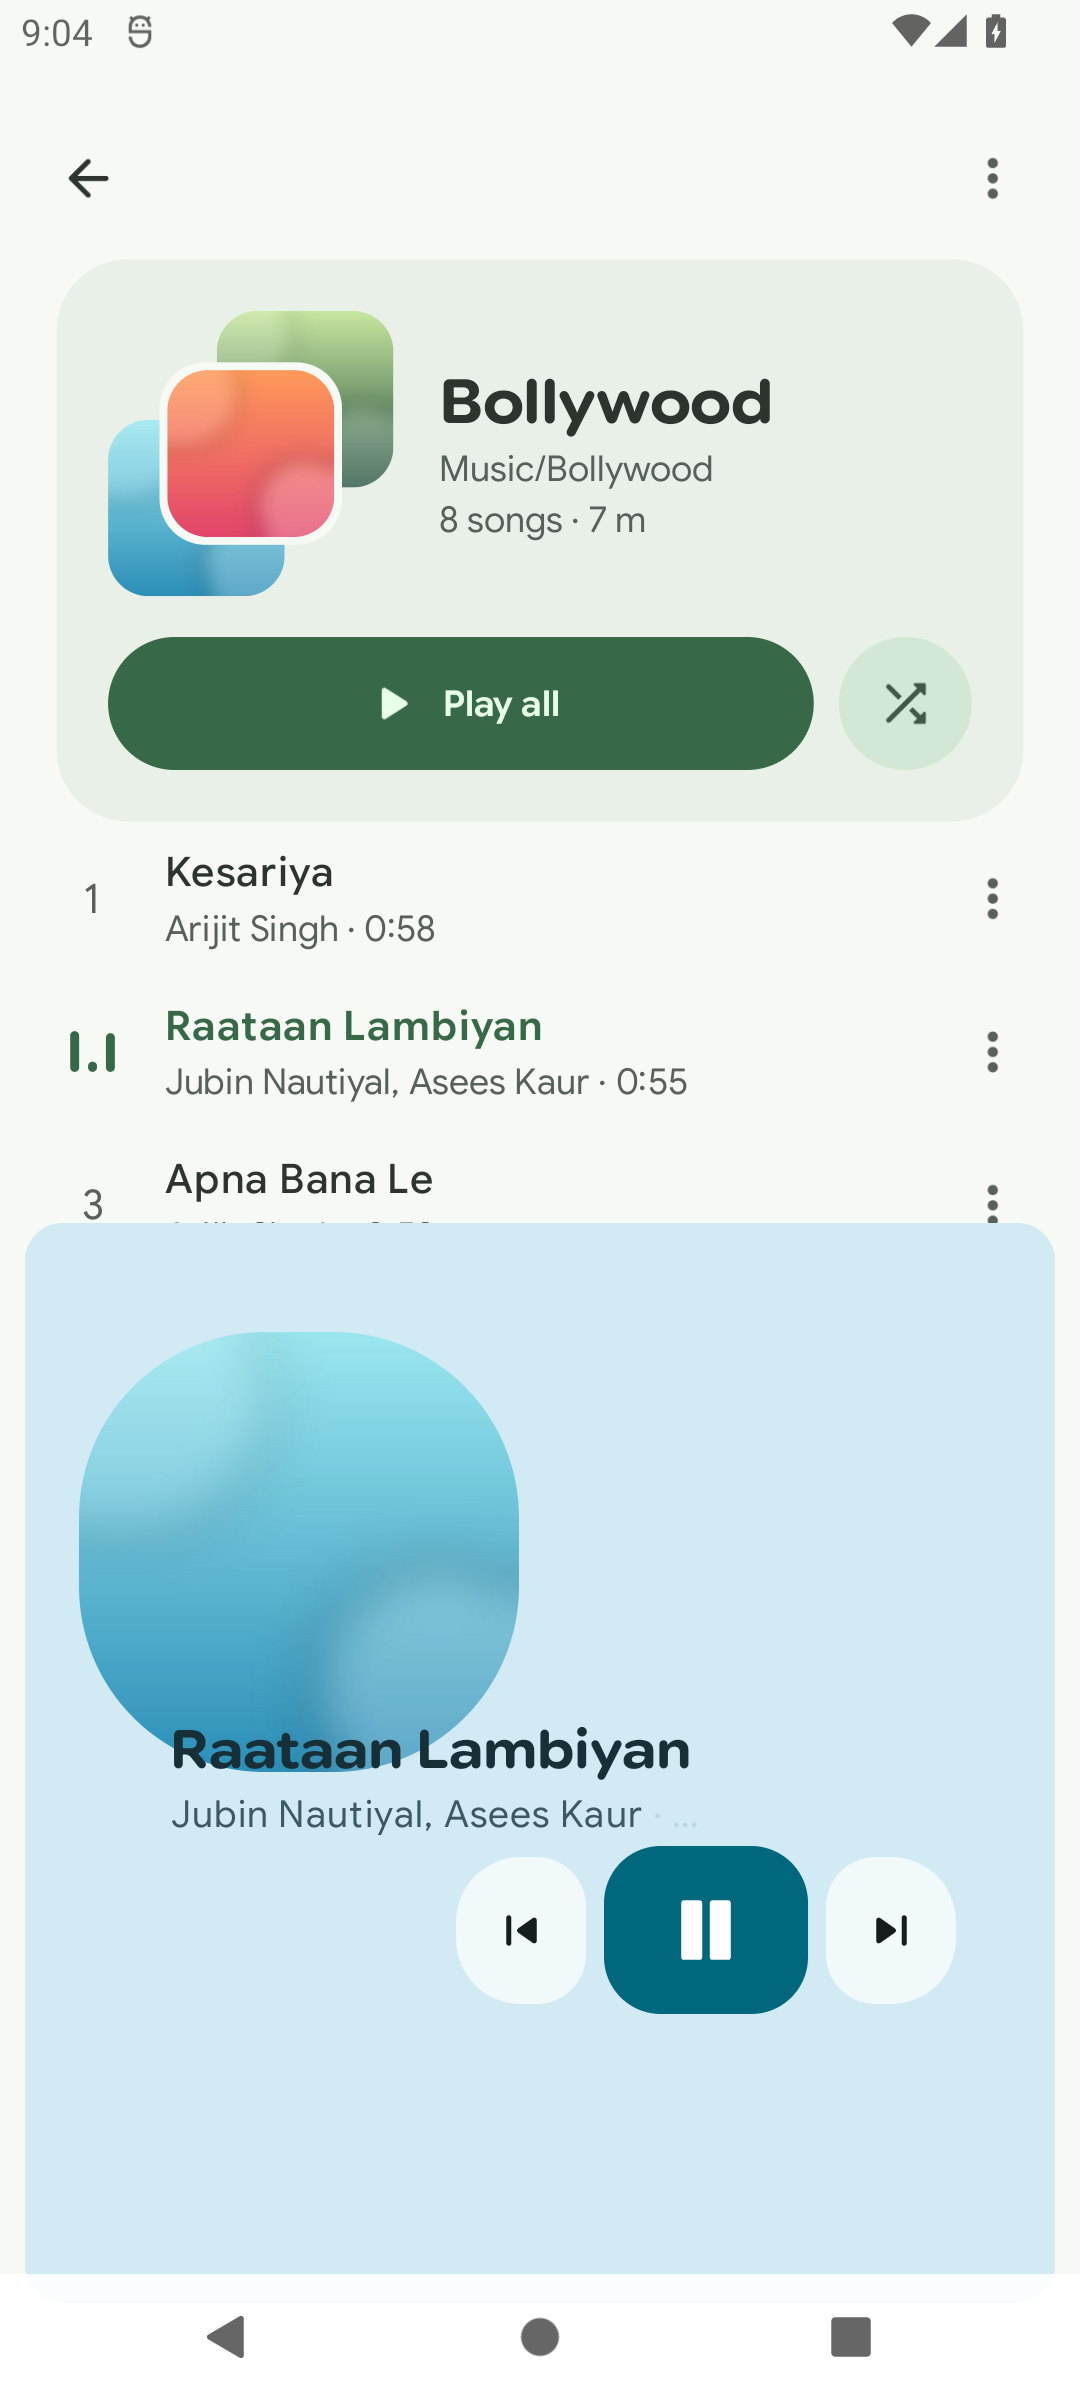 9:04
Bollywood
Music/Bollywood
8 songs · 7 m
Play all
1
Kesariya
Arijit Singh · 0:58
Raataan Lambiyan
Jubin Nautiyal, Asees Kaur · 0:55
3
Apna Bana Le
Raataan Lambiyan
Jubin Nautiyal, Asees Kaur · ...